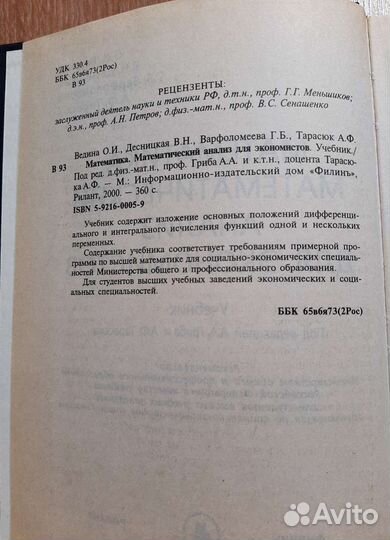 УДК 330.4
ББК 65в6я73(2Рос)
В 93
РЕЦЕНЗЕНТЫ:
заслуженный деятель науки и техники РФ, д.т.н., проф. Г.Г. Меньшиков;
д.э.н., проф. А.Н. Петров; д.физ.-мат.н., проф. В.С. Сенашенко
Ведина О.И., Десницкая В.Н., Варфоломеева Г.Б., Тарасюк А.Ф.
В 93 Математика. Математический анализ для экономистов. Учебник./
Под ред. д.физ.-мат.н., проф. Гриба А.А. и к.т.н., доцента Тарасю-
ка А.Ф. – М.: Информационно-издательский дом «Филинъ»,
Рилант, 2000. – 360 с.
ISBN 5-9216-0005-9
Учебник содержит изложение основных положений дифференци-
ального и интегрального исчисления функций одной и нескольких
переменных.
Содержание учебника соответствует требованиям примерной
программы по высшей математике для социально-экономических специаль-
ностей Министерства общего и профессионального образования.
Для студентов высших учебных заведений экономических и со-
циальных специальностей.
ББК 65в6я73(2Рос)
Avito